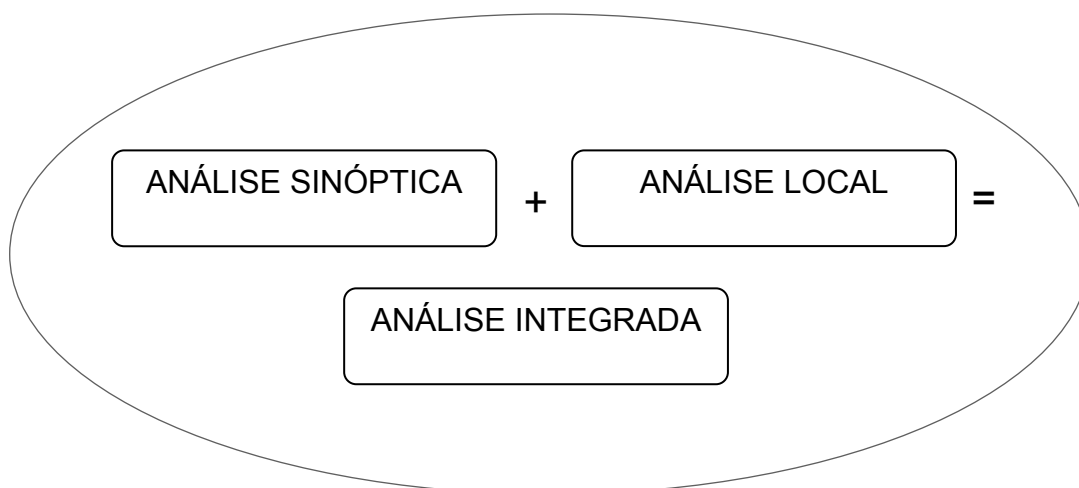 ANÁLISE SINÓPTICA + ANÁLISE LOCAL =
ANÁLISE INTEGRADA